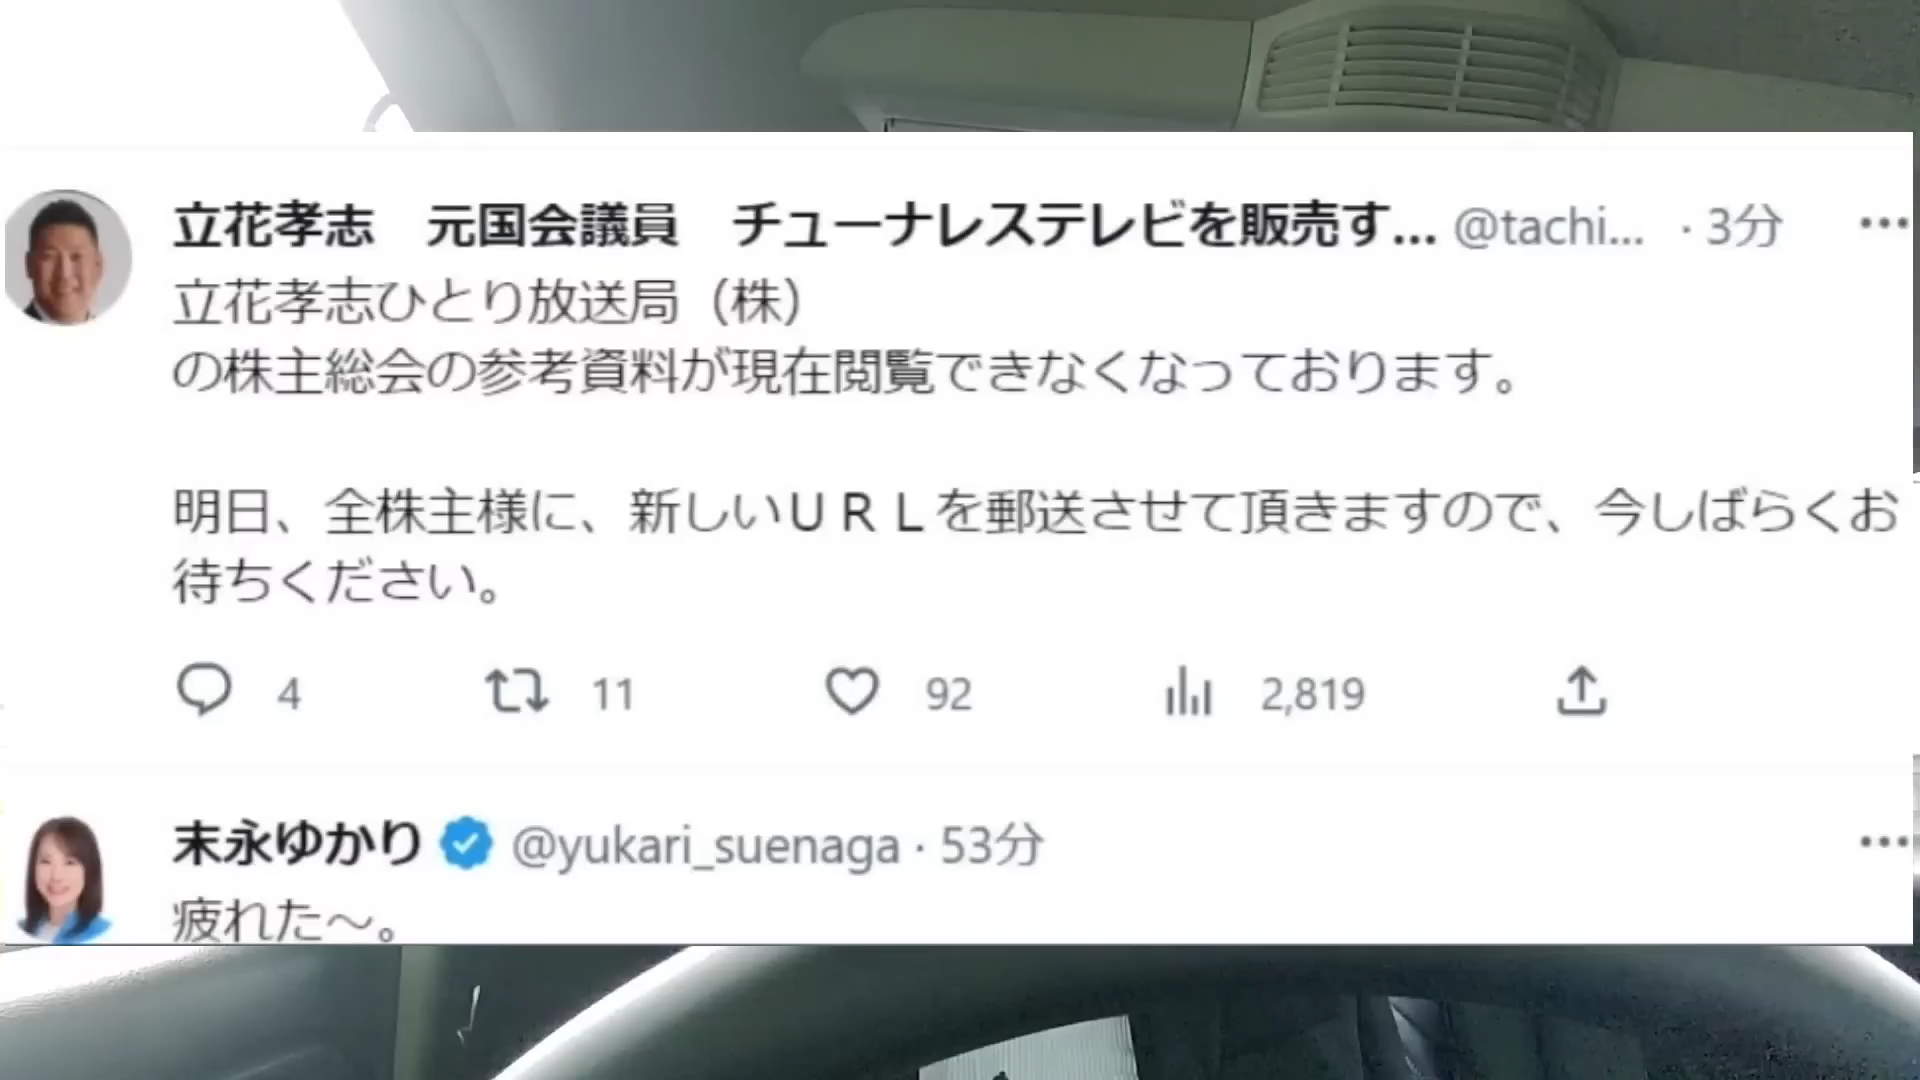 立花孝志　元国会議員　チューナレステレビを販売す... @tachi... · 3分
立花孝志ひとり放送局（株）
の株主総会の参考資料が現在閲覧できなくなっております。
明日、全株主様に、新しいＵＲＬを郵送させて頂きますので、今しばらくお
待ちください。
4 11 92 2,819
末永ゆかり @yukari_suenaga · 53分
疲れた〜。